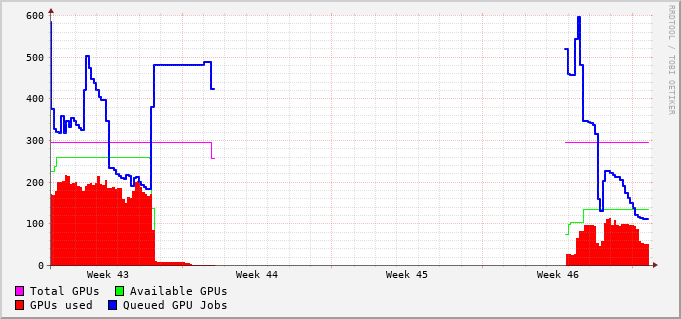 600
500
400
300
200
100
0
Week 43 Week 44 Week 45 Week 46
Total GPUs Available GPUs
GPUs used Queued GPU Jobs
RRDTOOL / TOBI OETIKER